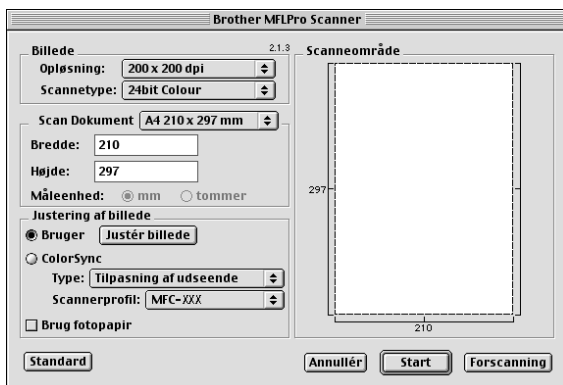 Brother MFLPro Scanner
Billede
2.1.3
Opløsning: 200 x 200 dpi
Scannetype: 24bit Colour
Scan Dokument A4 210 x 297 mm
Bredde: 210
Højde: 297
Måleenhed: mm tommer
Justering af billede
Bruger Justér billede
ColorSync
Type: Tilpasning af udseende
Scannerprofil: MFC-XXX
Brug fotopapir
Scanneområde
297
210
Standard
Annullér Start Forscanning